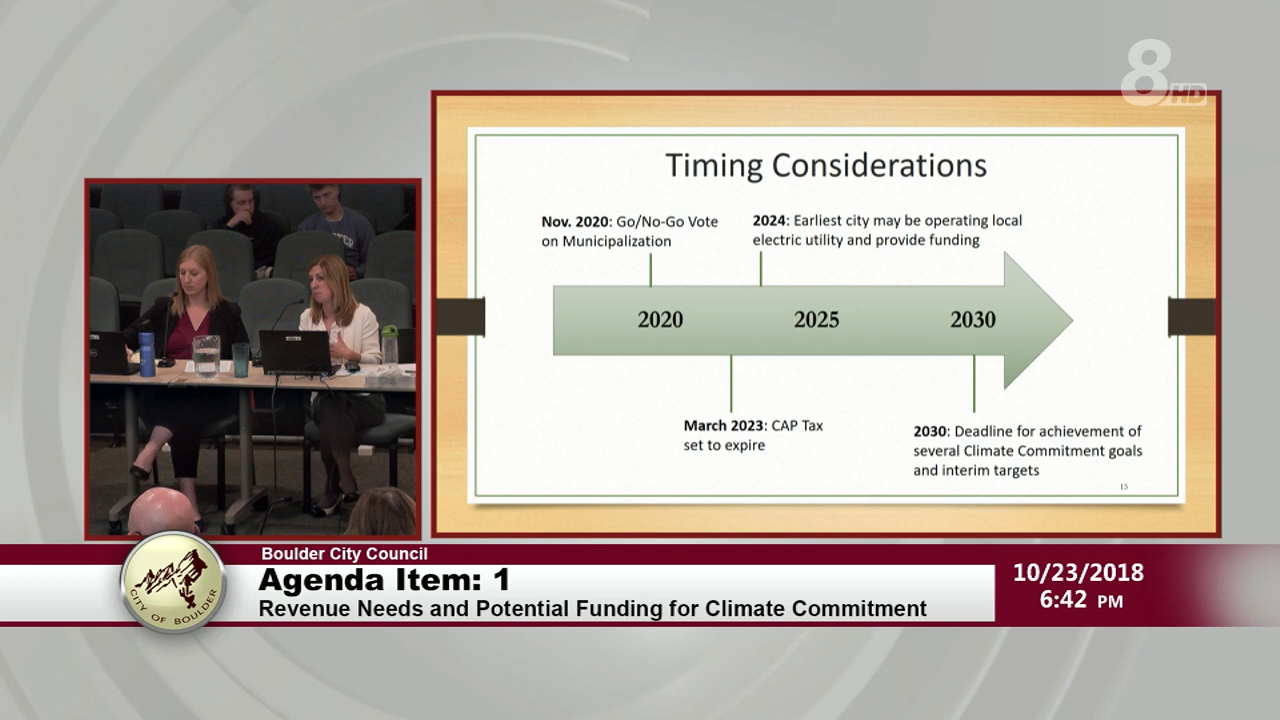 8
HD
Timing Considerations
Nov. 2020: Go/No-Go Vote
on Municipalization
2024: Earliest city may be operating local
electric utility and provide funding
2020 2025 2030
March 2023: CAP Tax
set to expire
2030: Deadline for achievement of
several Climate Commitment goals
and interim targets
15
Boulder City Council
Agenda Item: 1
Revenue Needs and Potential Funding for Climate Commitment
10/23/2018
6:42 PM
CITY OF BOULDER